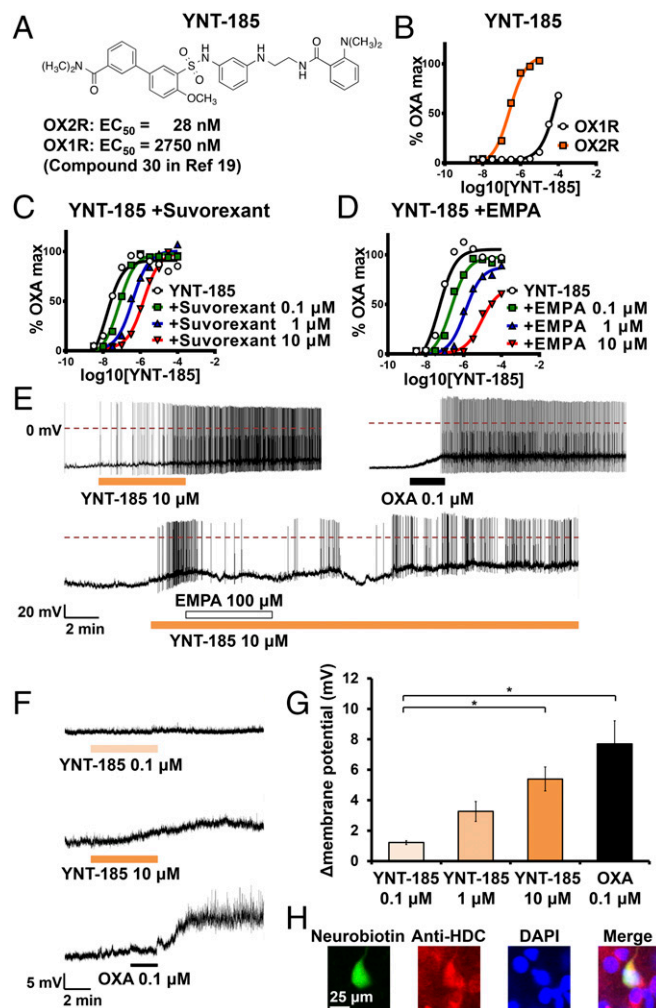 A
YNT-185
(H₃C)₂N
O
O
O
S
H
N
H
N
N
H
O
N(CH₃)₂
OCH₃
OX2R: EC₅₀ = 28 nM
OX1R: EC₅₀ = 2750 nM
(Compound 30 in Ref 19)
B
YNT-185
% OXA max
100
50
0
-10 -8 -6 -4 -2
log10[YNT-185]
OX1R
OX2R
C
YNT-185 +Suvorexant
% OXA max
100
50
0
-10 -8 -6 -4 -2
log10[YNT-185]
YNT-185
+Suvorexant 0.1 µM
+Suvorexant 1 µM
+Suvorexant 10 µM
D
YNT-185 +EMPA
% OXA max
100
50
0
-10 -8 -6 -4 -2
log10[YNT-185]
YNT-185
+EMPA 0.1 µM
+EMPA 1 µM
+EMPA 10 µM
E
0 mV
YNT-185 10 µM
OXA 0.1 µM
20 mV
2 min
EMPA 100 µM
YNT-185 10 µM
F
YNT-185 0.1 µM
YNT-185 10 µM
5 mV
2 min
OXA 0.1 µM
G
Δmembrane potential (mV)
12
10
8
6
4
2
0
*
*
YNT-185 YNT-185 YNT-185 OXA
0.1 µM 1 µM 10 µM 0.1 µM
H
Neurobiotin Anti-HDC DAPI Merge
25 µm